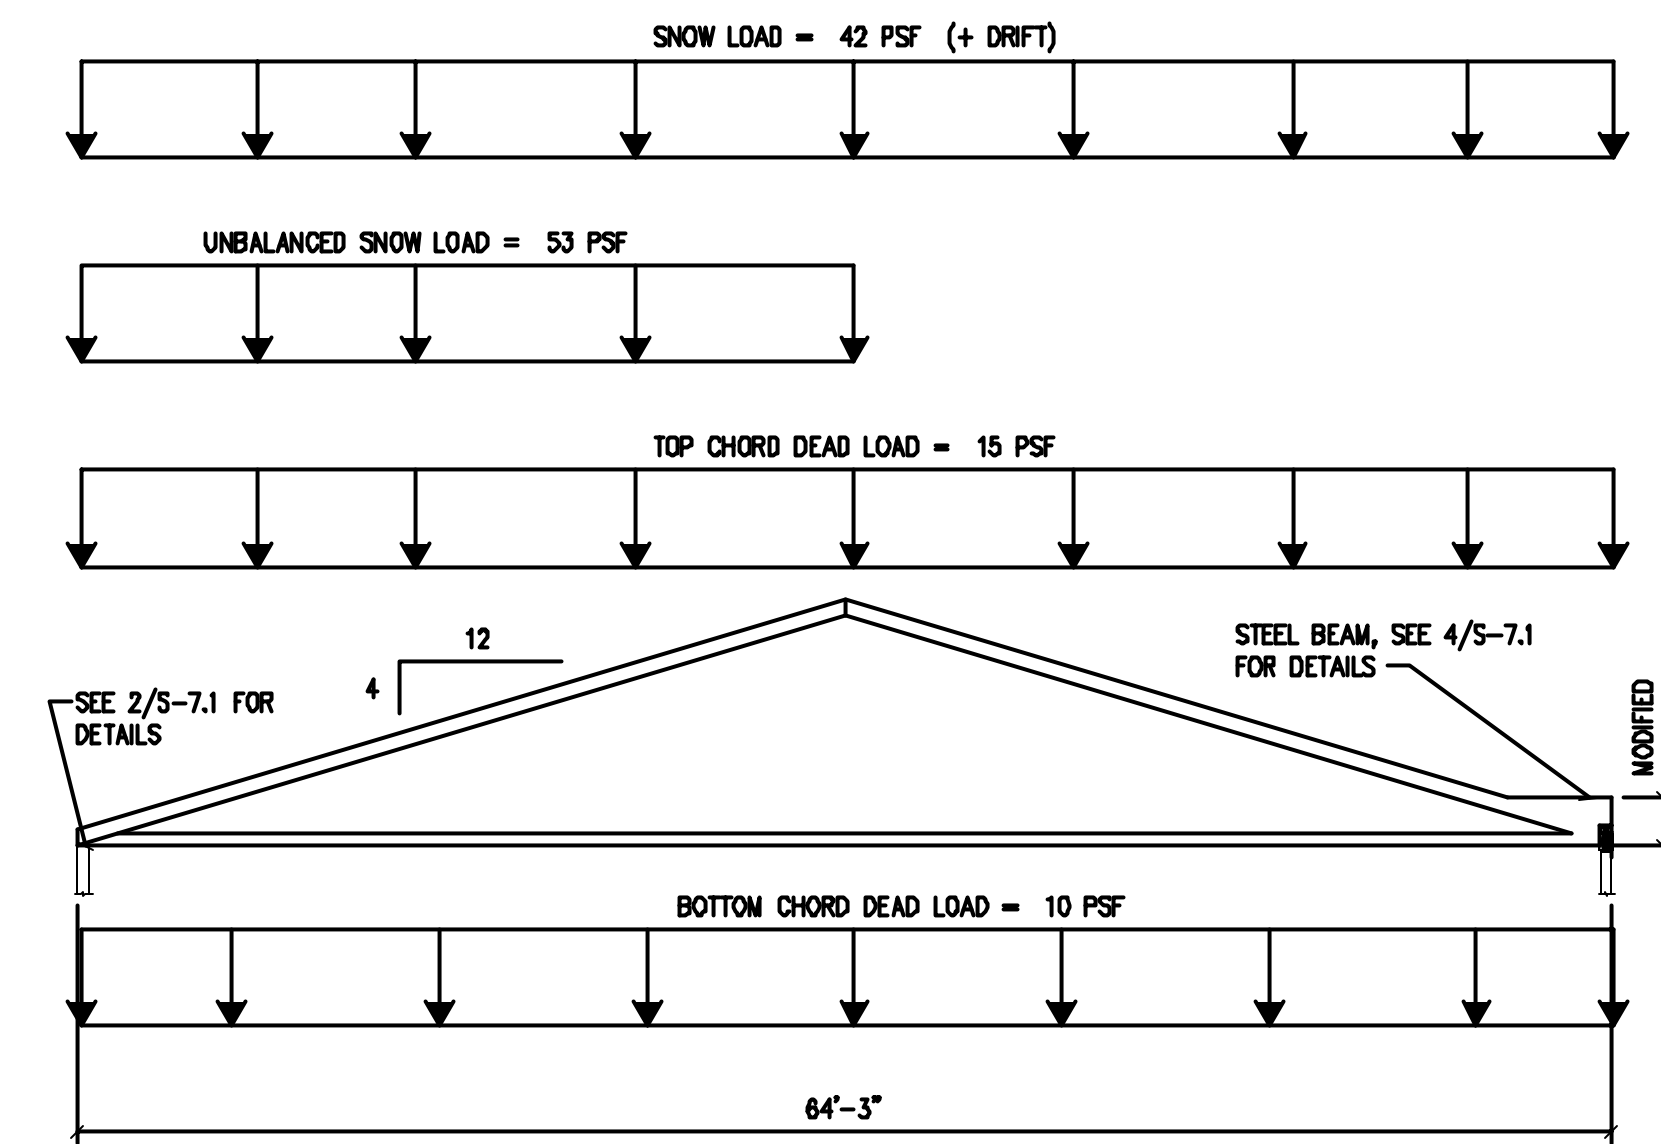 SNOW LOAD = 42 PSF (+ DRIFT)
UNBALANCED SNOW LOAD = 53 PSF
TOP CHORD DEAD LOAD = 15 PSF
12
4
STEEL BEAM, SEE 4/S-7.1
FOR DETAILS
SEE 2/S-7.1 FOR
DETAILS
MODIFIED
BOTTOM CHORD DEAD LOAD = 10 PSF
64'-3"